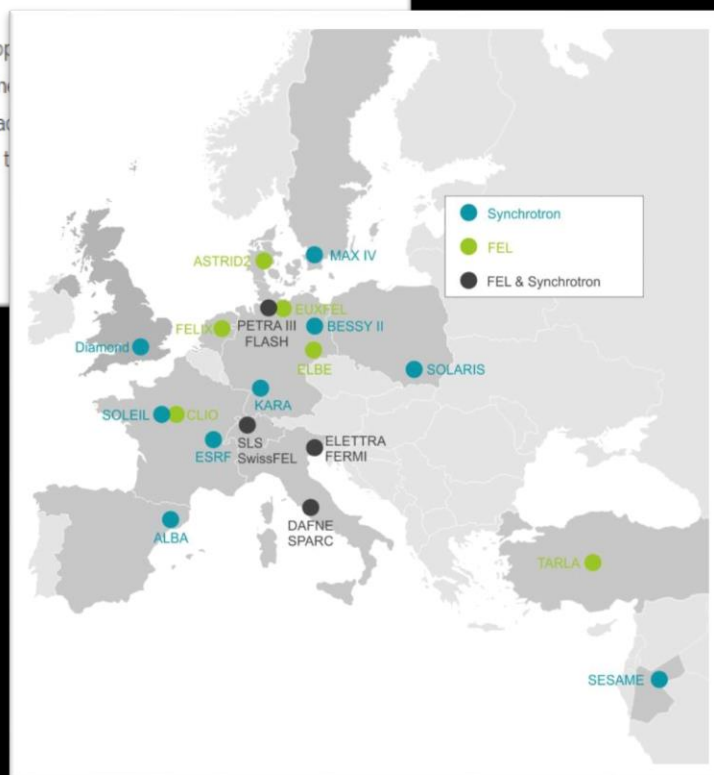 Synchrotron
FEL
FEL & Synchrotron
ASTRID2
MAX IV
EUXFEL
PETRA III
FLASH
BESSY II
FELIX
Diamond
ELBE
SOLARIS
KARA
SOLEIL
CLIO
ESRF
SLS
SwissFEL
ELETTRA
FERMI
DAFNE
SPARC
ALBA
TARLA
SESAME